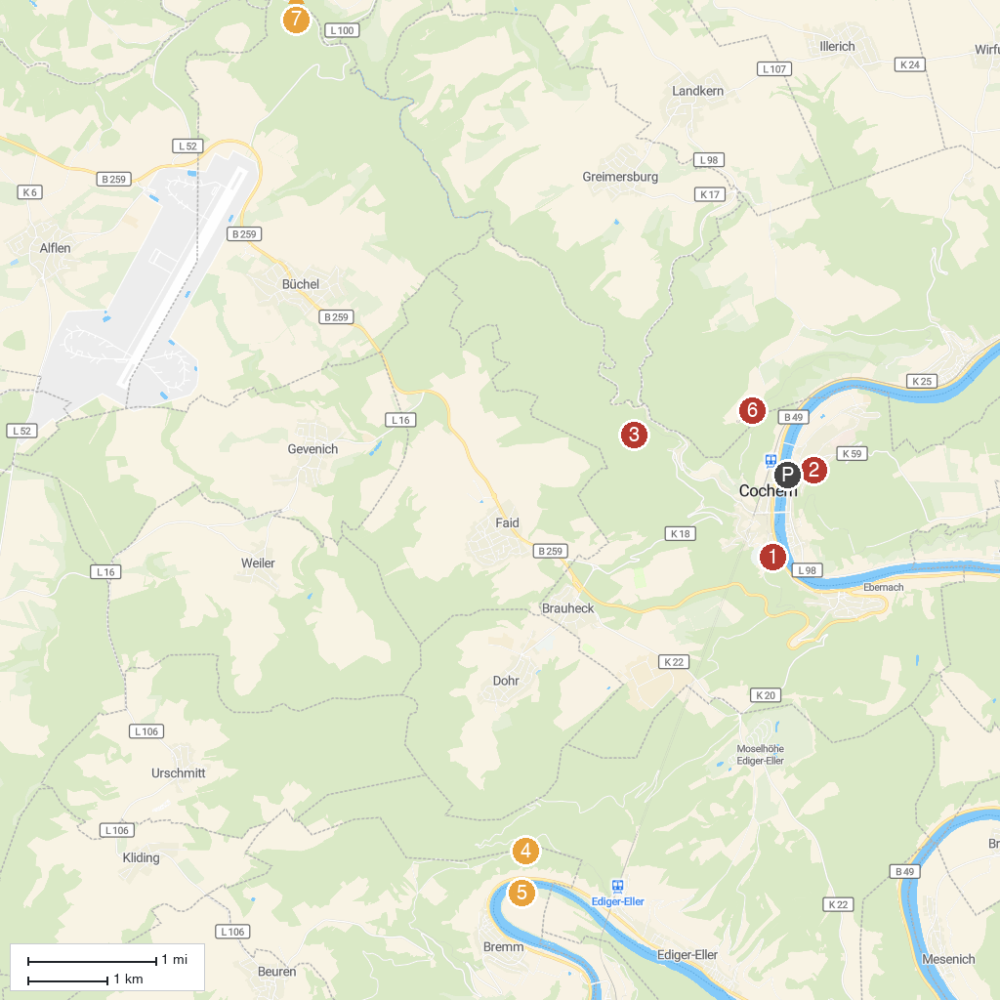 7
L 100
Illerich
Wirfu
K 24
L 107
Landkern
L 52
L 98
B 259
Greimersburg
K 6
K 17
B 259
Alflen
Büchel
B 259
K 25
6
B 49
L 16
L 52
3
Gevenich
K 59
2
P
Cochem
Faid
K 18
B 259
1
Weiler
L 16
L 98
Ebernach
Brauheck
K 22
Dohr
K 20
L 106
Moselhöhe
Ediger-Eller
Urschmitt
L 106
Br
4
Kliding
B 49
5
Ediger-Eller
K 22
L 106
Bremm
Ediger-Eller
Mesenich
1 mi
Beuren
1 km